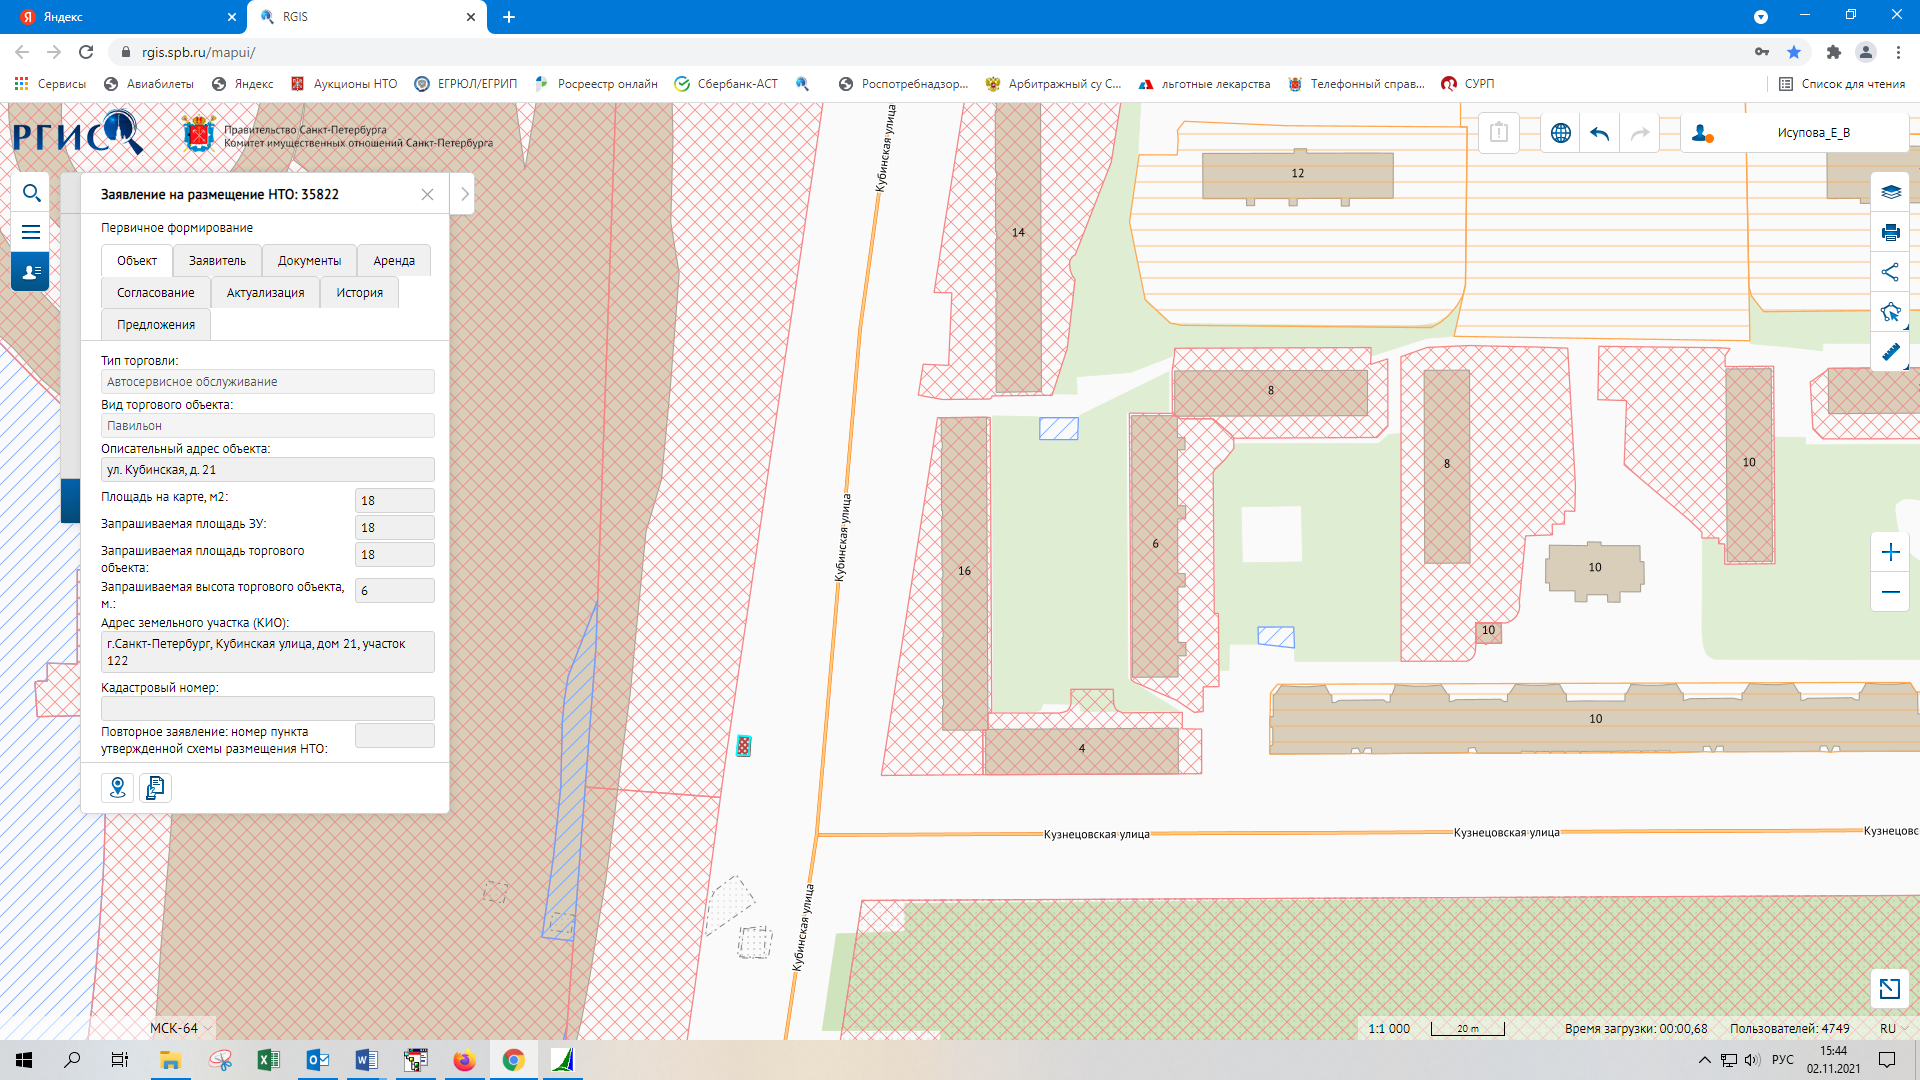 Яндекс
RGIS
rgis.spb.ru/mapui/
Сервисы
Авиабилеты
Яндекс
Аукционы НТО
ЕГРЮЛ/ЕГРИП
Росреестр онлайн
Сбербанк-АСТ
Роспотребнадзор...
Арбитражный су С...
льготные лекарства
Телефонный справ...
СУРП
Список для чтения
РГИС
Правительство Санкт-Петербурга
Комитет имущественных отношений Санкт-Петербурга
Исупова_Е_В
Заявление на размещение НТО: 35822
Первичное формирование
Объект
Заявитель
Документы
Аренда
Согласование
Актуализация
История
Предложения
Тип торговли:
Автосервисное обслуживание
Вид торгового объекта:
Павильон
Описательный адрес объекта:
ул. Кубинская, д. 21
Площадь на карте, м2:
18
Запрашиваемая площадь ЗУ:
18
Запрашиваемая площадь торгового
объекта:
18
Запрашиваемая высота торгового объекта,
м.:
6
Адрес земельного участка (КИО):
г.Санкт-Петербург, Кубинская улица, дом 21, участок
122
Кадастровый номер:
Повторное заявление: номер пункта
утвержденной схемы размещения НТО:
Кубинская улица
12
14
8
8
10
Кубинская улица
6
16
10
10
10
4
Кузнецовская улица
Кузнецовская улица
Кузнецовс
Кубинская улица
МСК-64
1:1 000
20 m
Время загрузки: 00:00,68
Пользователей: 4749
RU
РУС
15:44
02.11.2021